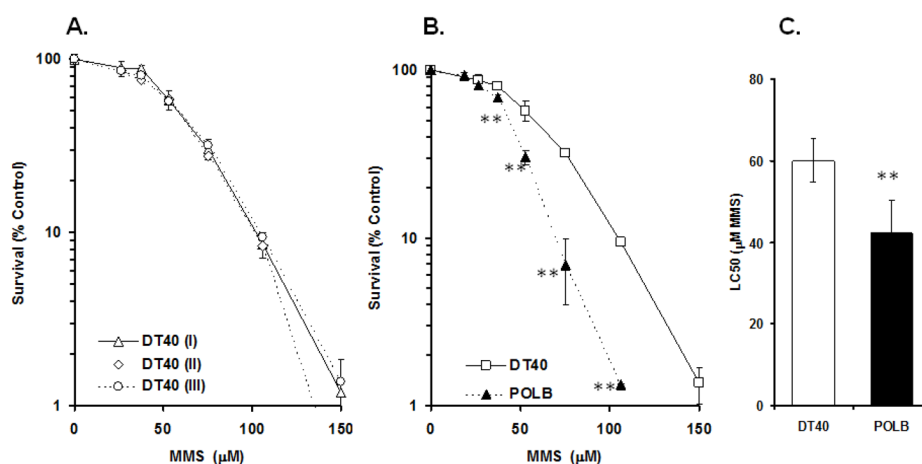 A.
100
10
1
Survival (% Control)
DT40 (I)
DT40 (II)
DT40 (III)
0
50
100
150
MMS (µM)
B.
100
10
1
Survival (% Control)
**
**
**
**
DT40
POLB
0
50
100
150
MMS (µM)
C.
80
60
40
20
0
LC50 (µM MMS)
**
DT40
POLB